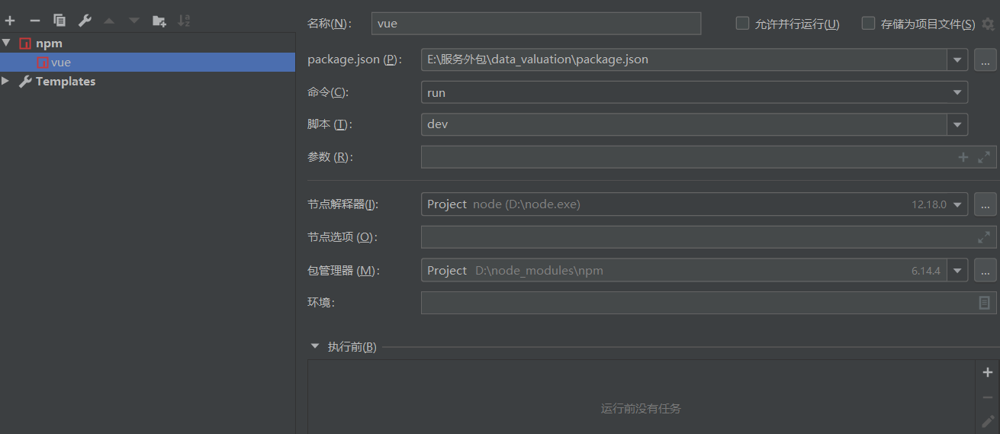 npm
vue
Templates
名称(N): vue 允许并行运行(U) 存储为项目文件(S)
package.json (P): E:\服务外包\data_valuation\package.json ...
命令(C): run
脚本 (T): dev
参数 (R):
节点解释器(I): Project node (D:\node.exe) 12.18.0 ...
节点选项 (O):
包管理器 (M): Project D:\node_modules\npm 6.14.4 ...
环境:
执行前(B)
运行前没有任务